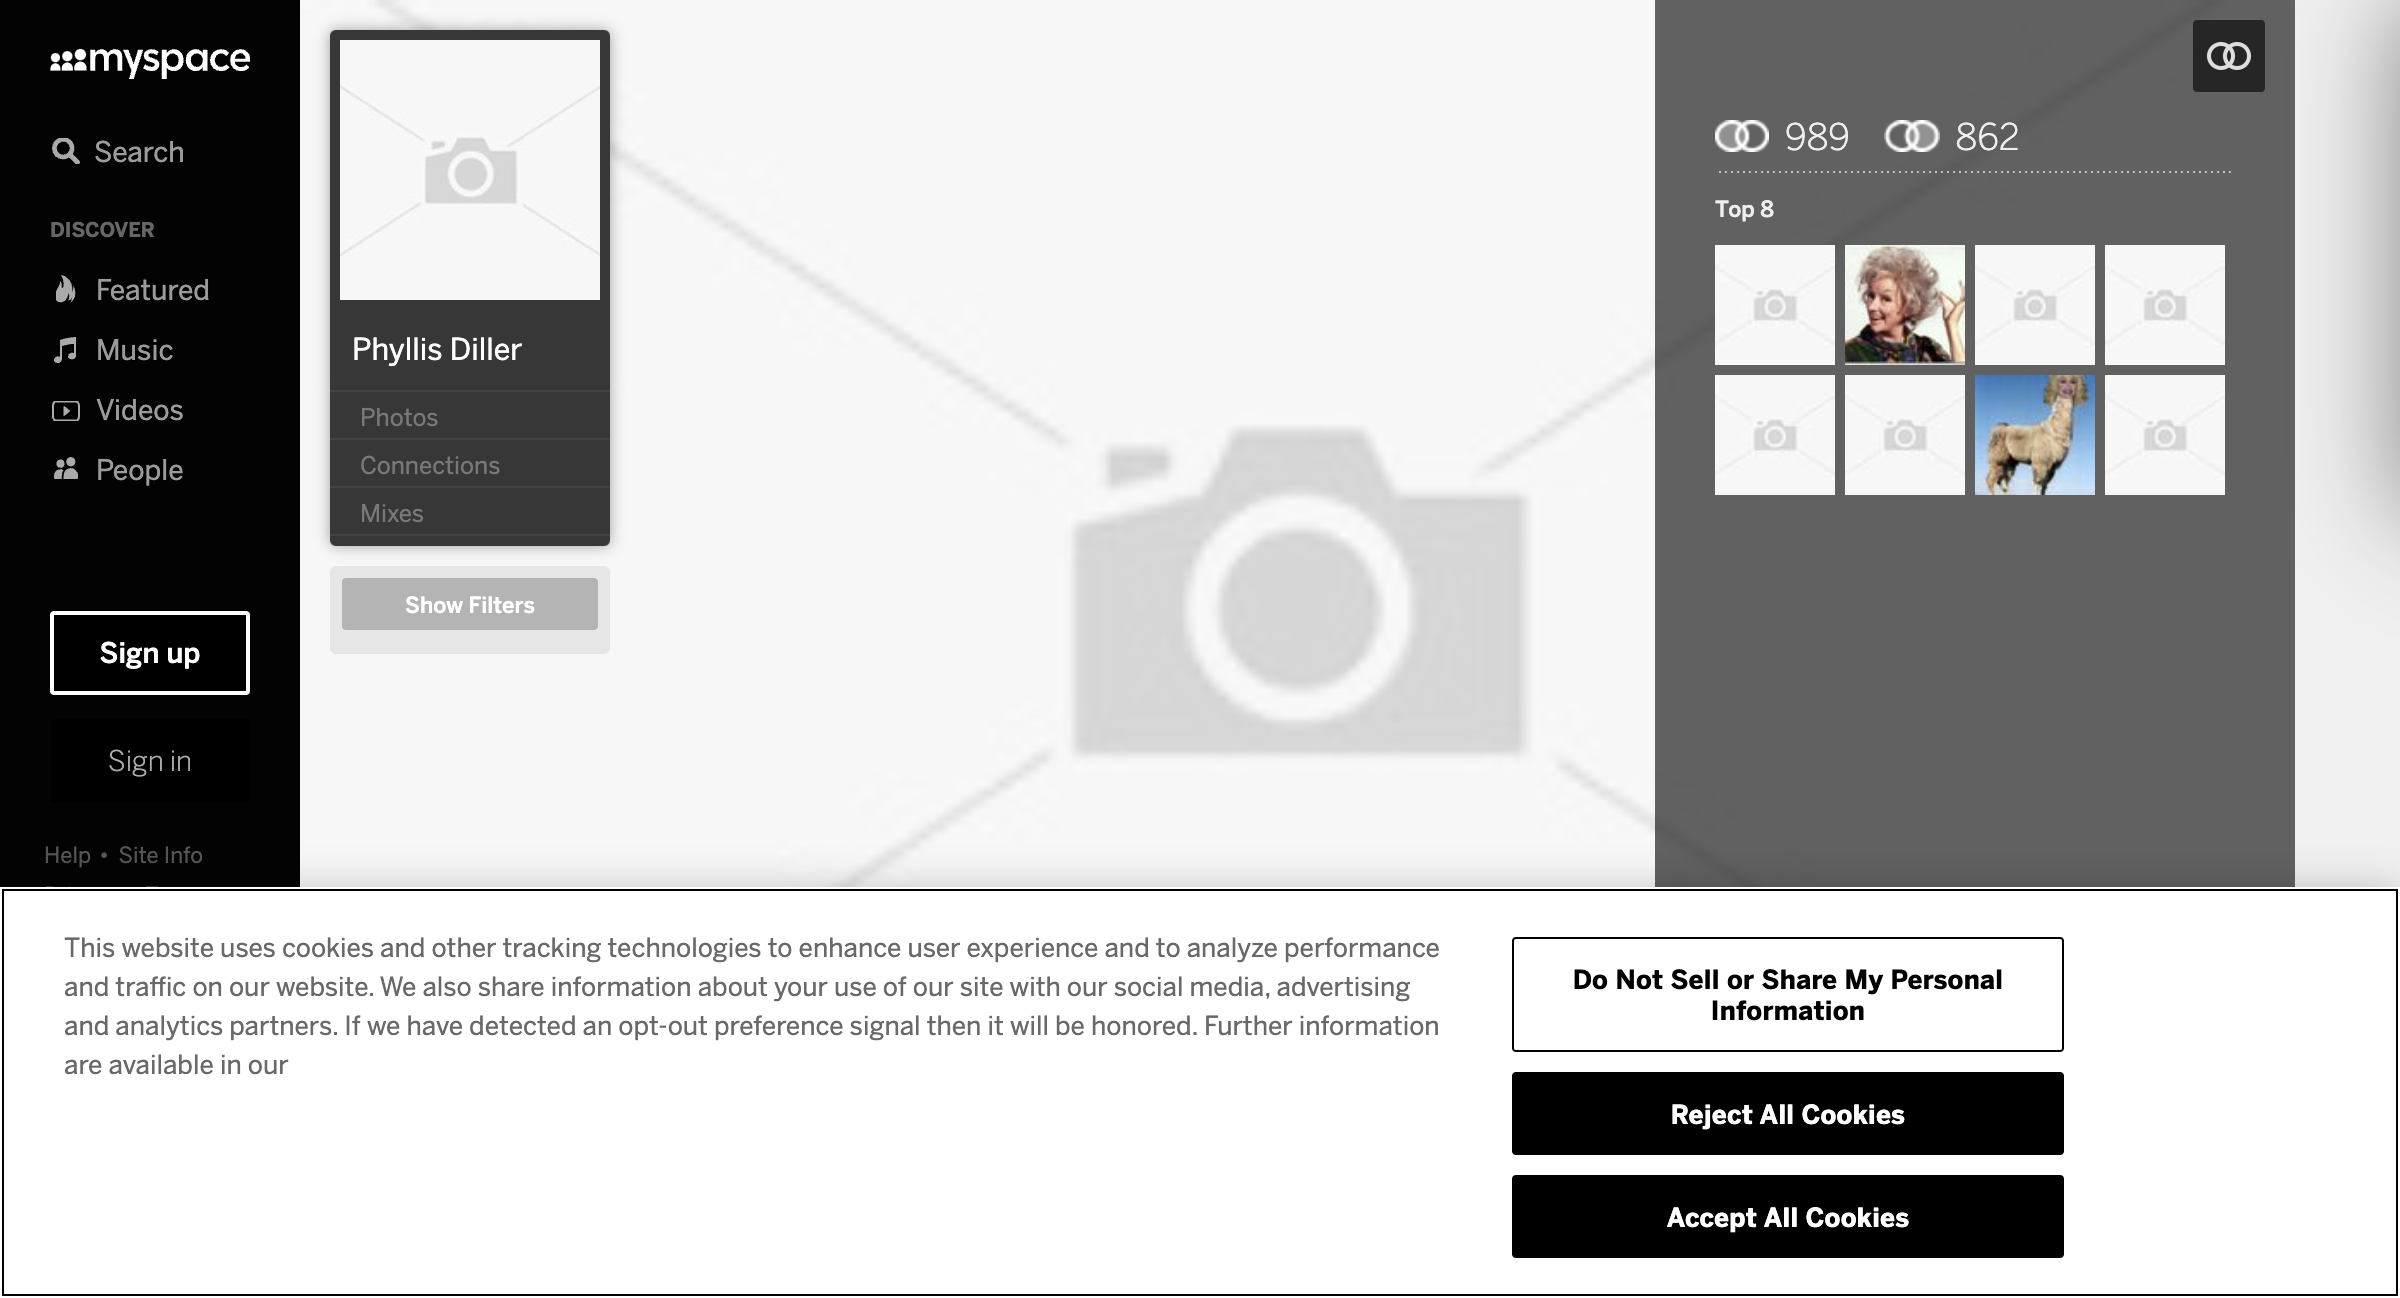 myspace
Search
DISCOVER
Featured
Music
Videos
People
Sign up
Sign in
Help • Site Info
Phyllis Diller
Photos
Connections
Mixes
Show Filters
989 862
Top 8
This website uses cookies and other tracking technologies to enhance user experience and to analyze performance
and traffic on our website. We also share information about your use of our site with our social media, advertising
and analytics partners. If we have detected an opt-out preference signal then it will be honored. Further information
are available in our
Do Not Sell or Share My Personal
Information
Reject All Cookies
Accept All Cookies